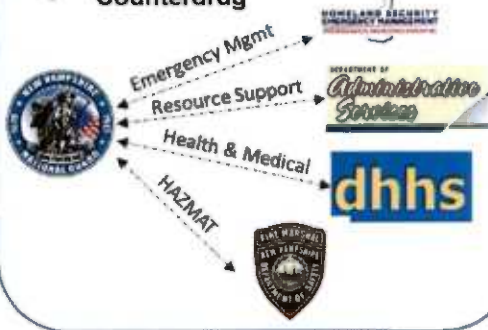 Counterdrug
HOMELAND SECURITY
EMERGENCY MANAGEMENT
Emergency Mgmt
Resource Support
DEPARTMENT OF
Administrative
Services
NEW HAMPSHIRE
NATIONAL GUARD
Health & Medical
dhhs
HAZMAT
FIRE MARSHAL
NEW HAMPSHIRE
DEPARTMENT OF SAFETY